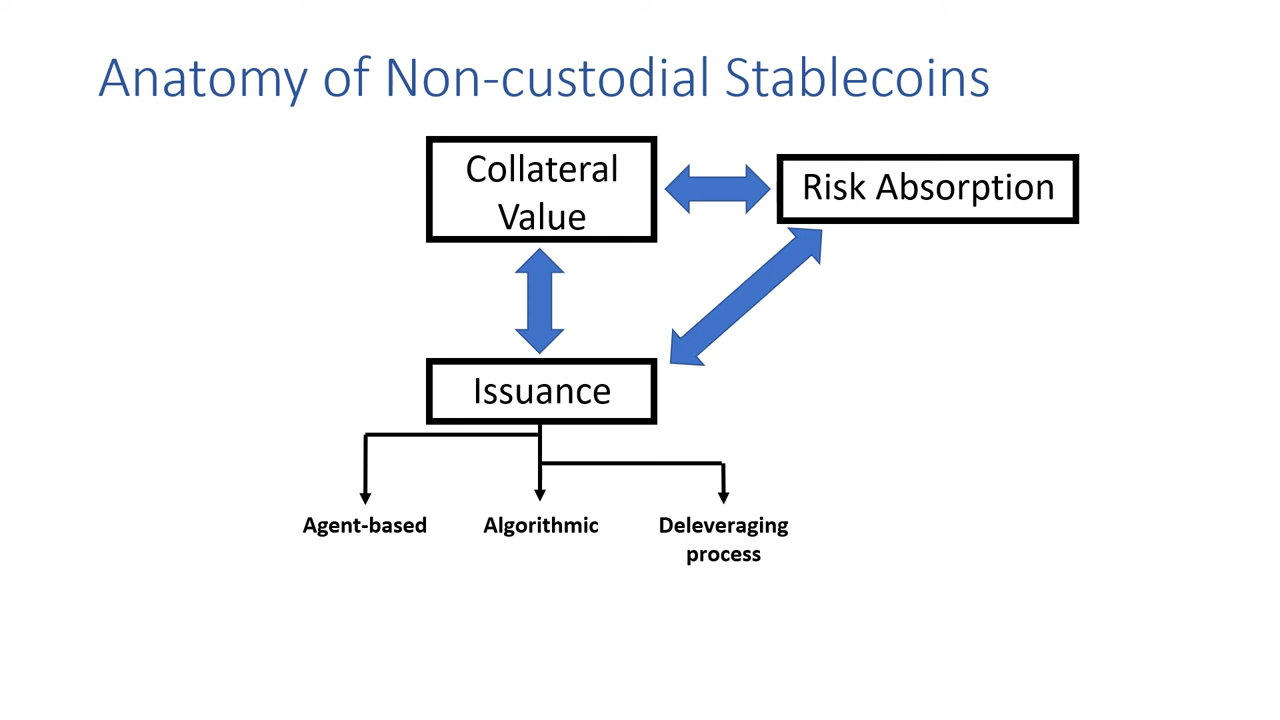 Anatomy of Non-custodial Stablecoins
Collateral
Value
Risk Absorption
Issuance
Agent-based
Algorithmic
Deleveraging
process